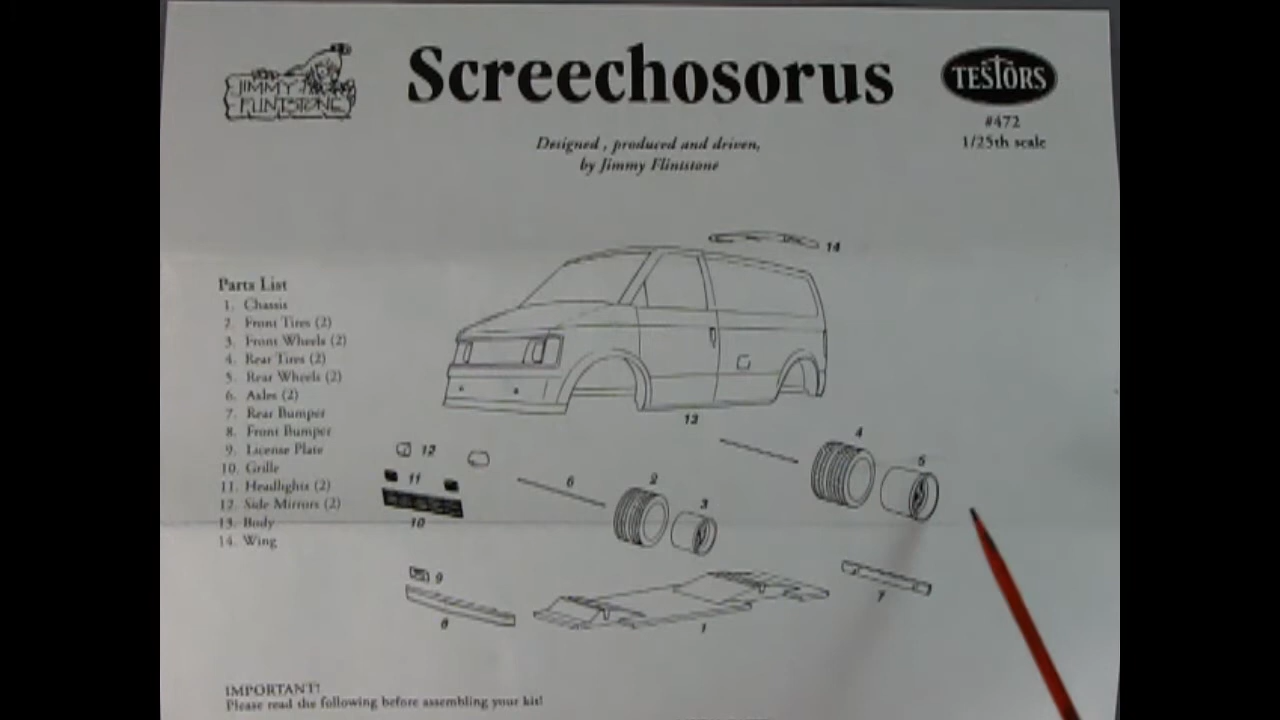 JIMMY
FLINTSTONE
Screechosorus
TESTORS
#472
1/25th scale
Designed , produced and driven,
by Jimmy Flintstone
Parts List
1. Chassis
2. Front Tires (2)
3. Front Wheels (2)
4. Rear Tires (2)
5. Rear Wheels (2)
6. Axles (2)
7. Rear Bumper
8. Front Bumper
9. License Plate
10. Grille
11. Headlights (2)
12. Side Mirrors (2)
13. Body
14. Wing
14
13
12
11
10
9
8
6
2
3
4
5
7
1
IMPORTANT!
Please read the following before assembling your kit!